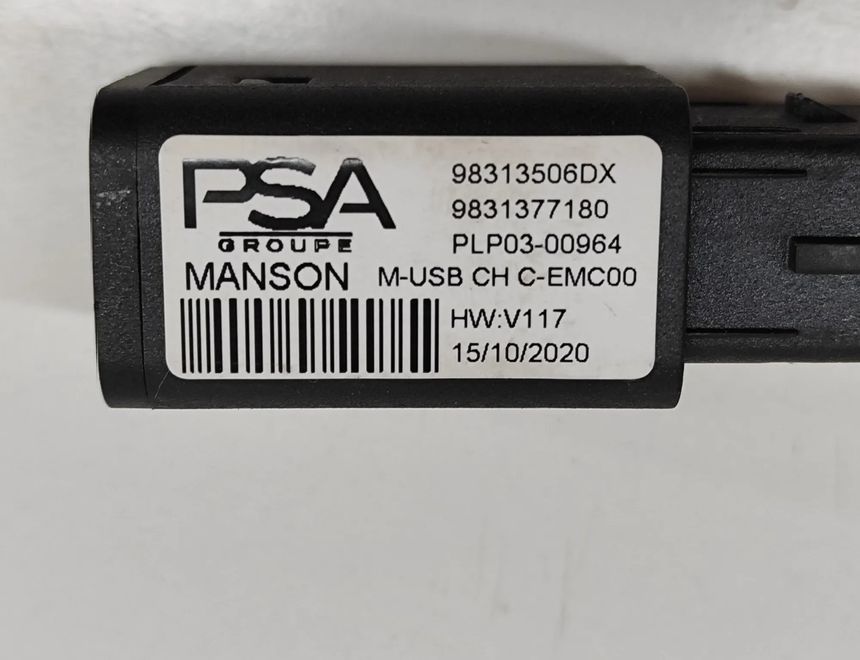 PSA
GROUPE
98313506DX
9831377180
PLP03-00964
MANSON M-USB CH C-EMC00
HW:V117
15/10/2020